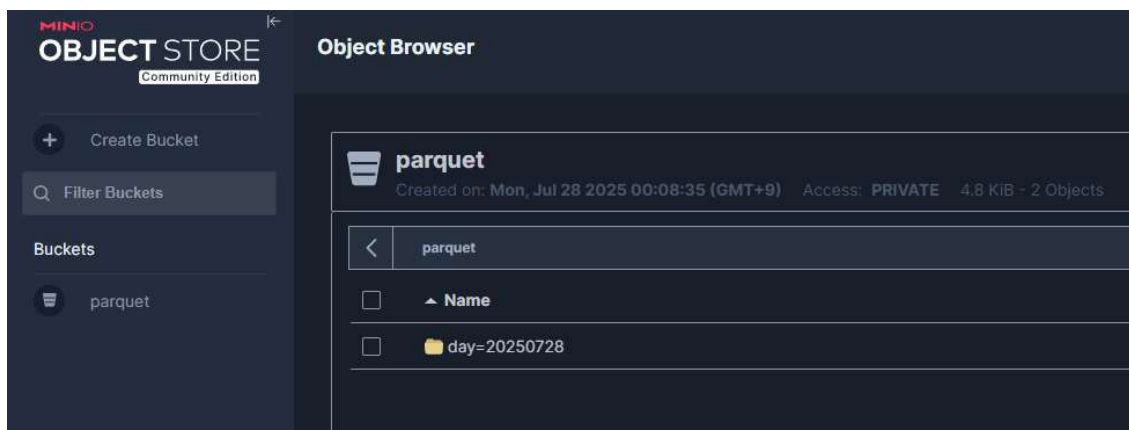 MINIO
OBJECT STORE
Community Edition
Create Bucket
Filter Buckets
Buckets
parquet
Object Browser
parquet
Created on: Mon, Jul 28 2025 00:08:35 (GMT+9) Access: PRIVATE 4.8 KiB - 2 Objects
parquet
Name
day=20250728